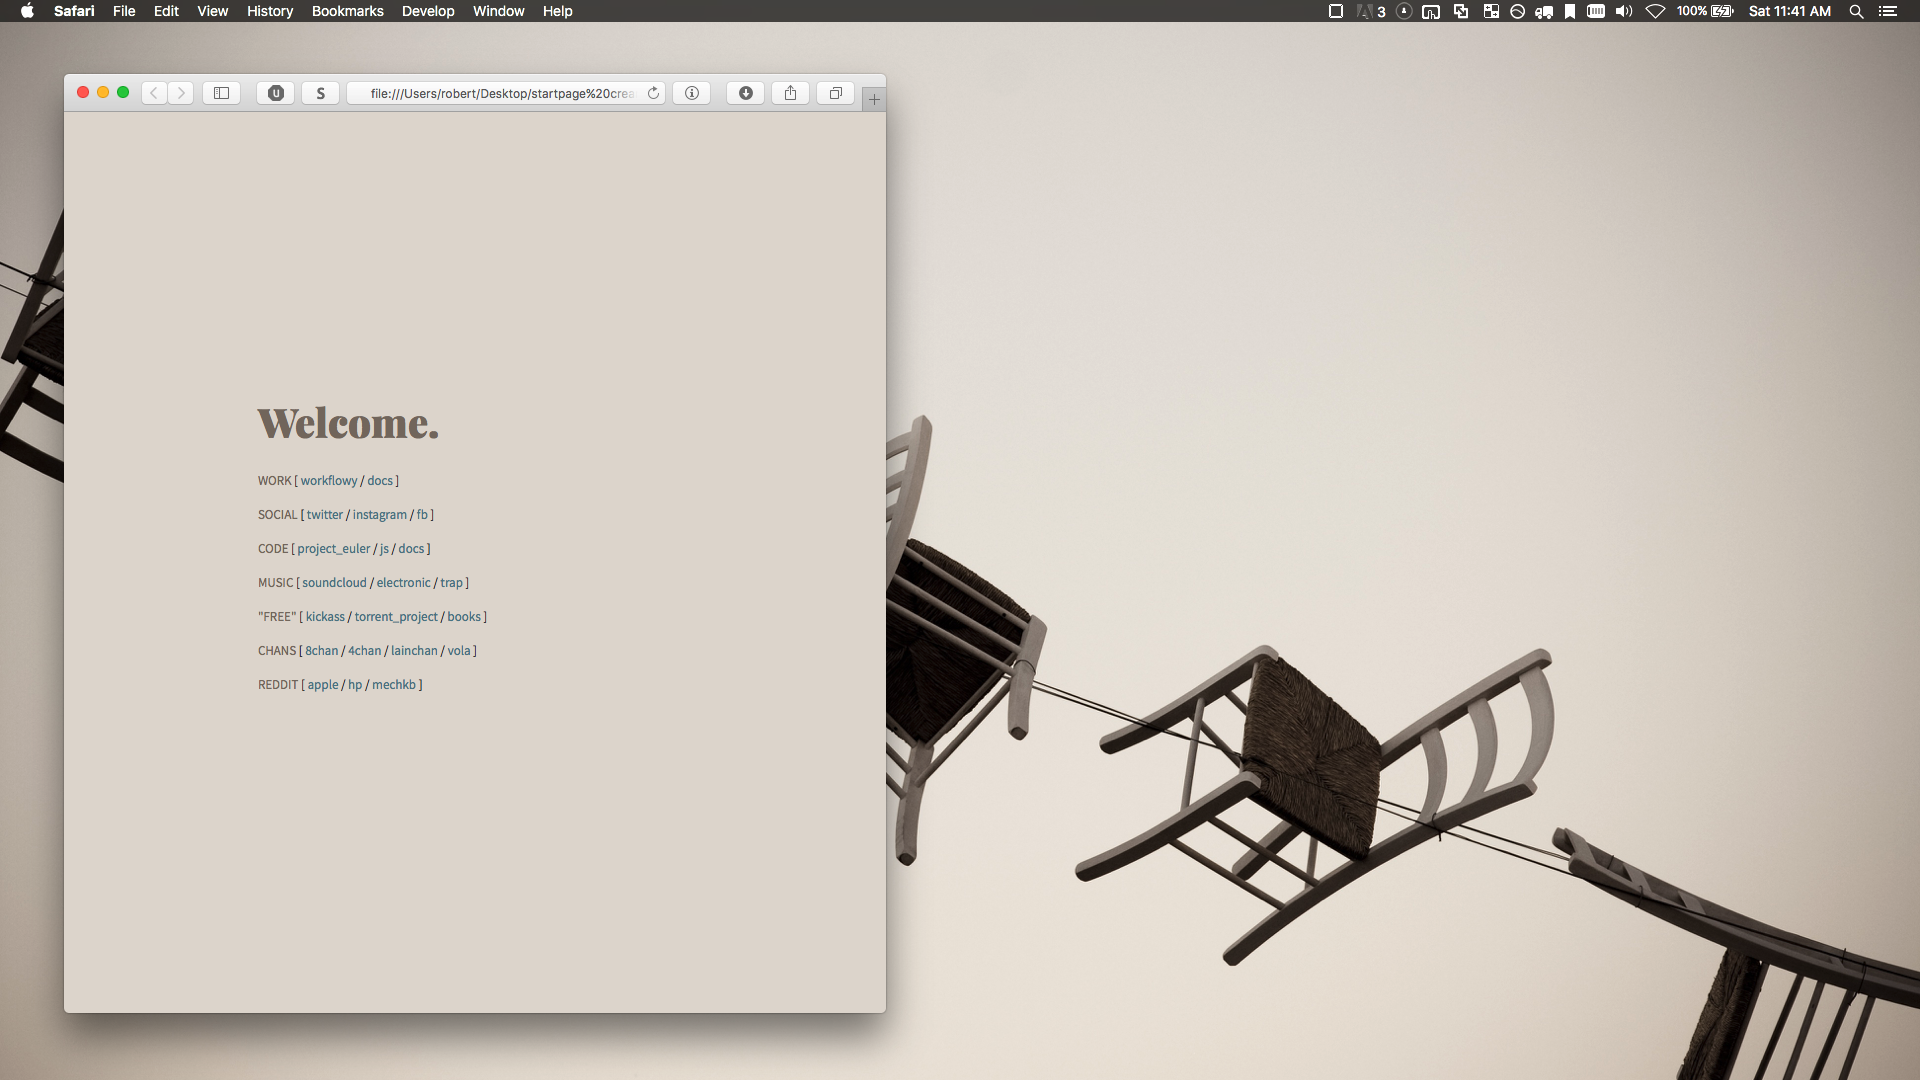 Safari File Edit View History Bookmarks Develop Window Help 3 100% Sat 11:41 AM
S file:///Users/robert/Desktop/startpage%20crea
Welcome.
WORK [ workflowy / docs ]
SOCIAL [ twitter / instagram / fb ]
CODE [ project_euler / js / docs ]
MUSIC [ soundcloud / electronic / trap ]
"FREE" [ kickass / torrent_project / books ]
CHANS [ 8chan / 4chan / lainchan / vola ]
REDDIT [ apple / hp / mechkb ]